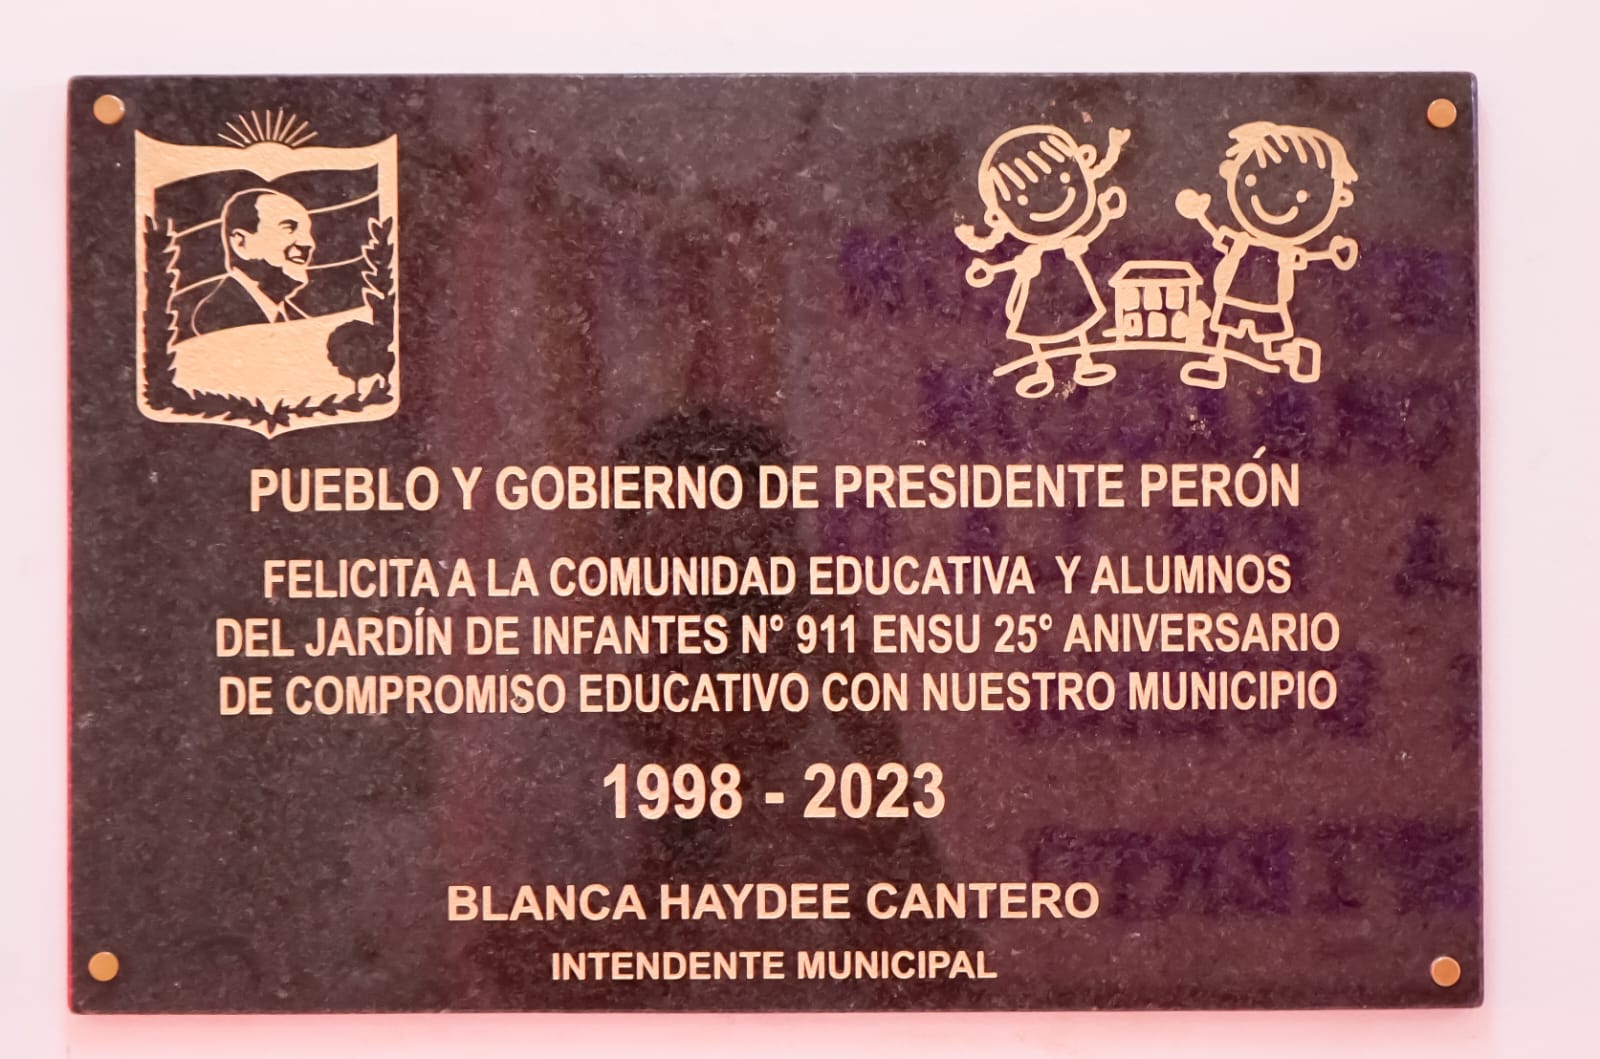 PUEBLO Y GOBIERNO DE PRESIDENTE PERÓN
FELICITA A LA COMUNIDAD EDUCATIVA Y ALUMNOS
DEL JARDÍN DE INFANTES N° 911 ENSU 25° ANIVERSARIO
DE COMPROMISO EDUCATIVO CON NUESTRO MUNICIPIO
1998 - 2023
BLANCA HAYDEE CANTERO
INTENDENTE MUNICIPAL